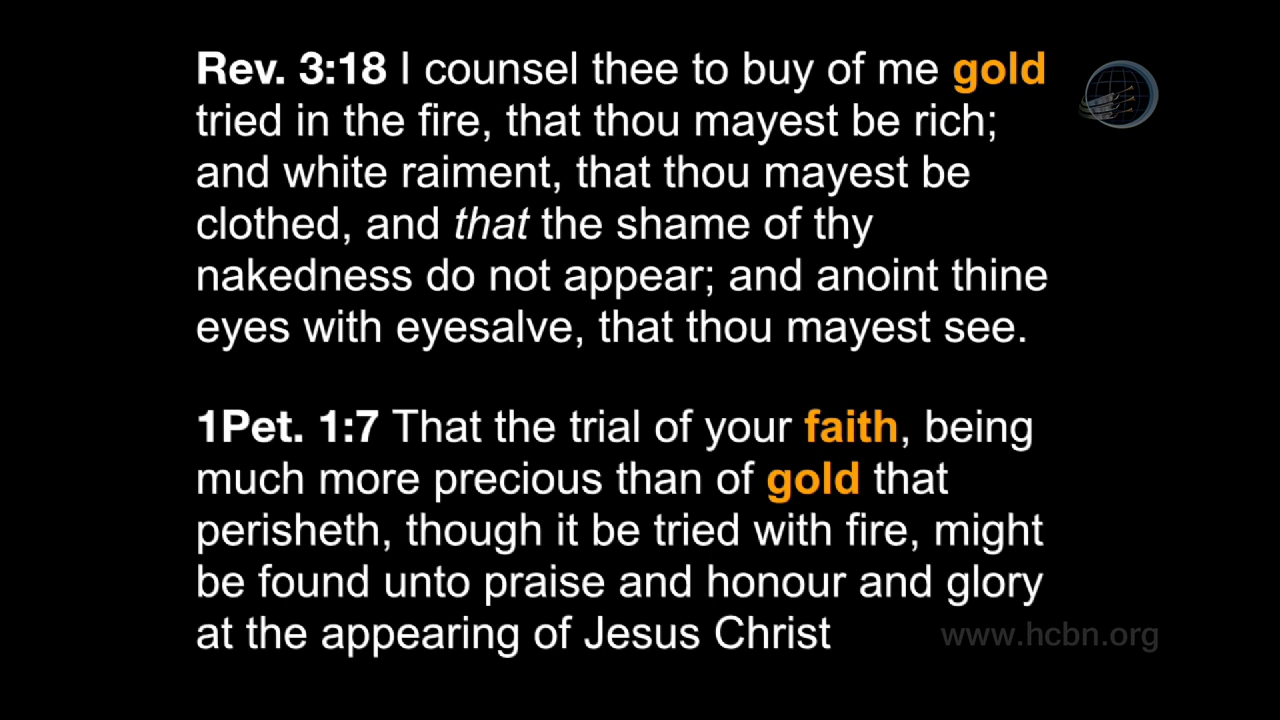 Rev. 3:18 I counsel thee to buy of me gold
tried in the fire, that thou mayest be rich;
and white raiment, that thou mayest be
clothed, and that the shame of thy
nakedness do not appear; and anoint thine
eyes with eyesalve, that thou mayest see.
1Pet. 1:7 That the trial of your faith, being
much more precious than of gold that
perisheth, though it be tried with fire, might
be found unto praise and honour and glory
at the appearing of Jesus Christ
www.hcbn.org